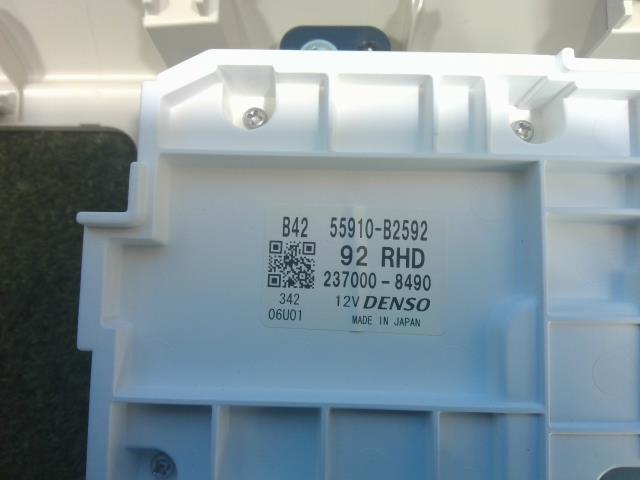 B42 55910-B2592
92 RHD
237000-8490
342 12V DENSO
06U01 MADE IN JAPAN